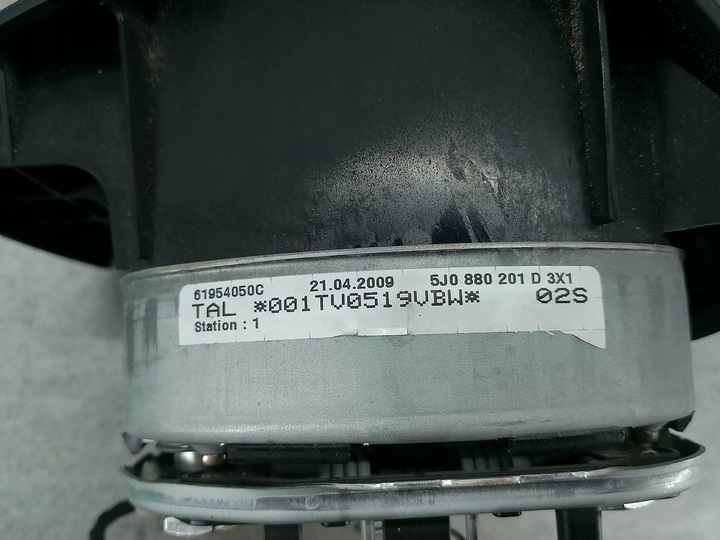 61954050C 21.04.2009 5J0 880 201 D 3X1
TAL *001TV0519VBW* 02S
Station : 1